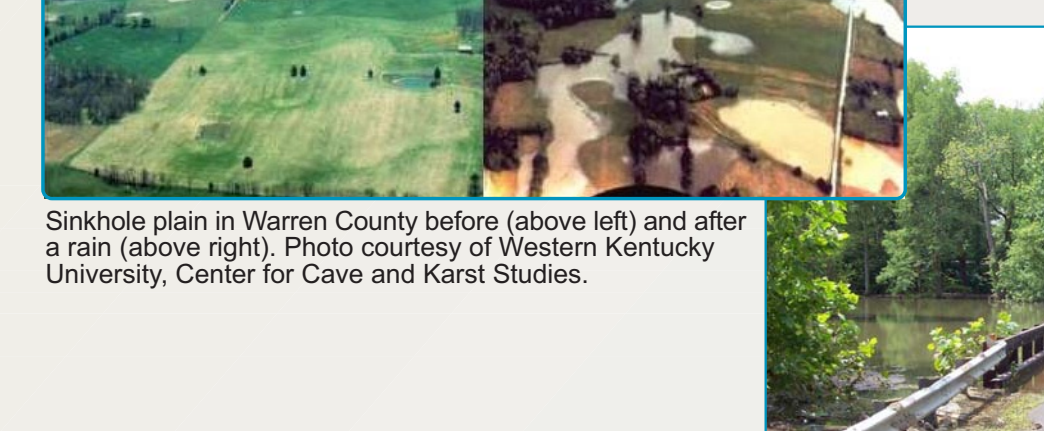 Sinkhole plain in Warren County before (above left) and after
a rain (above right). Photo courtesy of Western Kentucky
University, Center for Cave and Karst Studies.